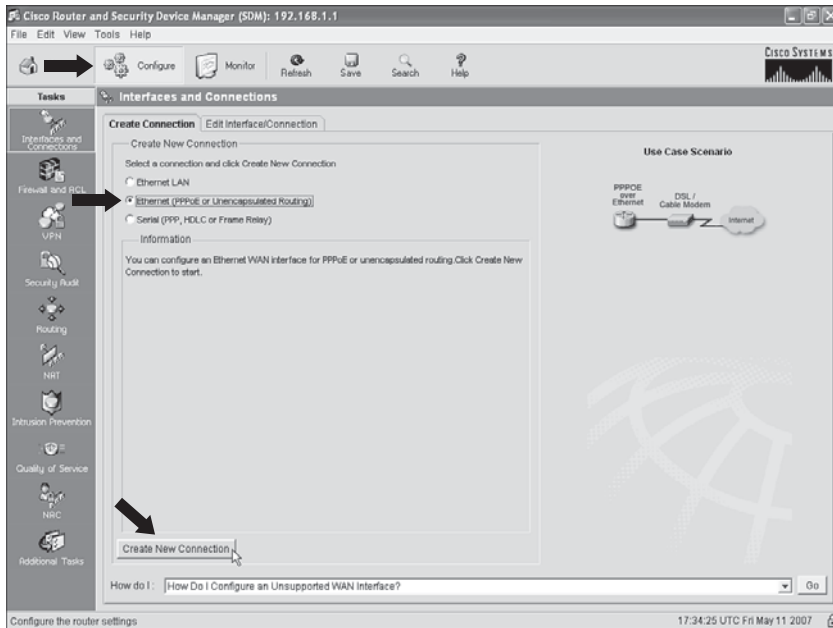 Cisco Router and Security Device Manager (SDM): 192.168.1.1
File Edit View Tools Help
Configure
Monitor
Refresh
Save
Search
Help
CISCO SYSTEMS
Tasks
Interfaces and Connections
Interfaces and
Connections
Firewall and ACL
VPN
Security Audit
Routing
NAT
Intrusion Prevention
Quality of Service
NAC
Additional Tasks
Create Connection
Edit Interface/Connection
Create New Connection
Select a connection and click Create New Connection
Ethernet LAN
Ethernet (PPPoE or Unencapsulated Routing)
Serial (PPP, HDLC or Frame Relay)
Information
You can configure an Ethernet WAN interface for PPPoE or unencapsulated routing.Click Create New
Connection to start.
Use Case Scenario
PPPOE
over
Ethernet
DSL /
Cable Modem
Internet
Create New Connection
How do I :
How Do I Configure an Unsupported WAN Interface?
Go
Configure the router settings
17:34:25 UTC Fri May 11 2007